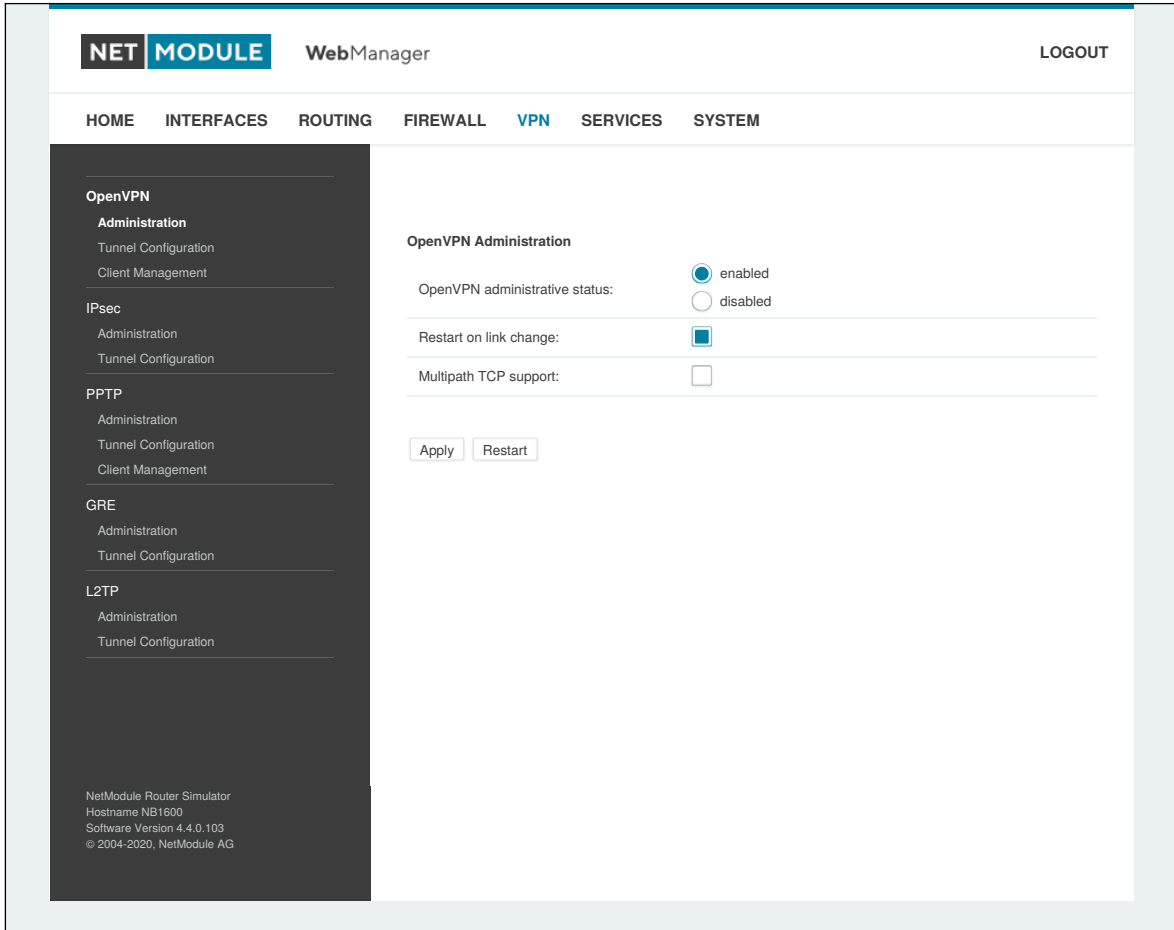 NET MODULE WebManager LOGOUT
HOME INTERFACES ROUTING FIREWALL VPN SERVICES SYSTEM
OpenVPN
Administration
Tunnel Configuration
Client Management
IPsec
Administration
Tunnel Configuration
PPTP
Administration
Tunnel Configuration
Client Management
GRE
Administration
Tunnel Configuration
L2TP
Administration
Tunnel Configuration
NetModule Router Simulator
Hostname NB1600
Software Version 4.4.0.103
© 2004-2020, NetModule AG
OpenVPN Administration
OpenVPN administrative status:
enabled
disabled
Restart on link change:
Multipath TCP support:
Apply Restart